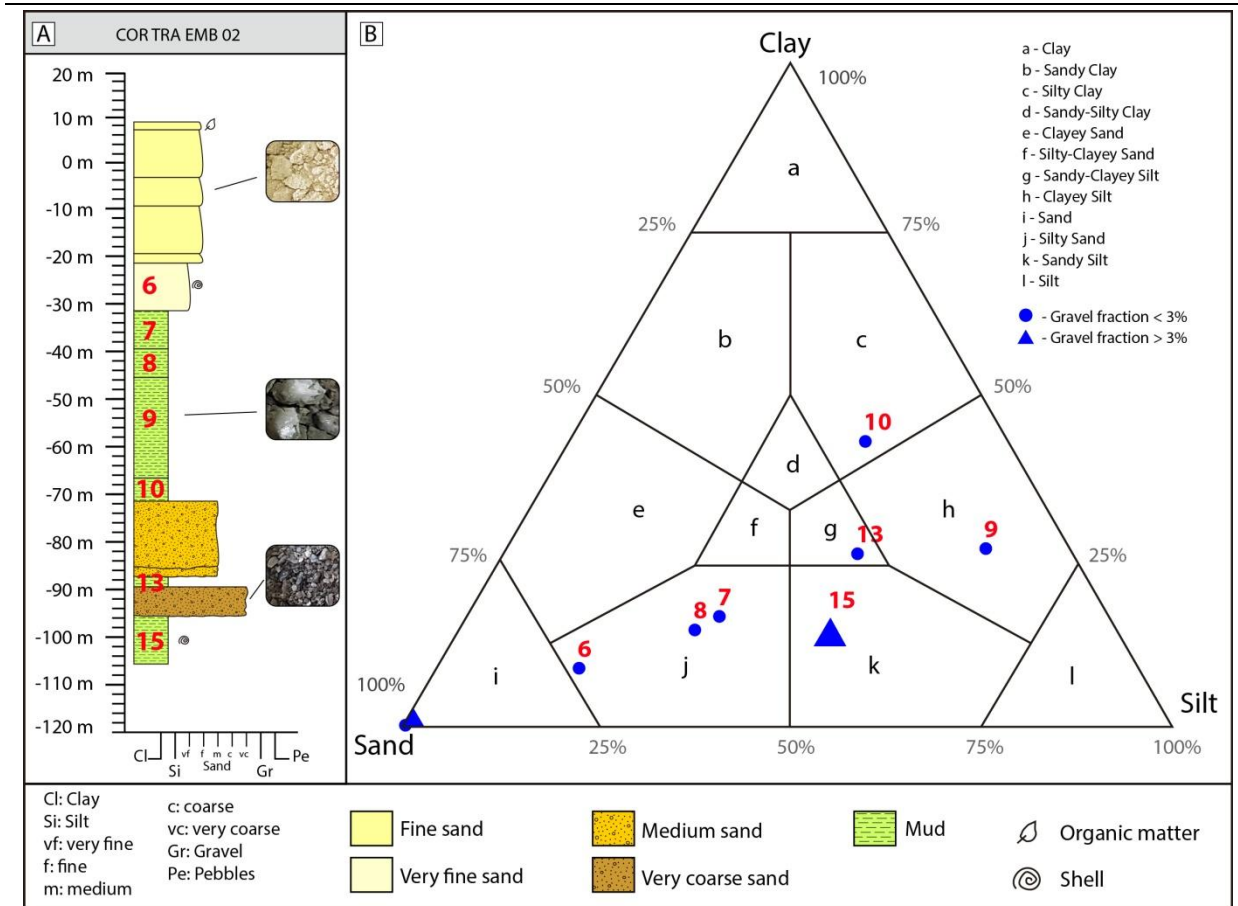 A
COR TRA EMB 02
20 m
10 m
0 m
-10 m
-20 m
-30 m
-40 m
-50 m
-60 m
-70 m
-80 m
-90 m
-100 m
-110 m
-120 m
6
7
8
9
10
13
15
Cl
Si
vf
f
m
c
vc
Sand
Gr
Pe
B
Clay
100%
a - Clay
b - Sandy Clay
c - Silty Clay
d - Sandy-Silty Clay
e - Clayey Sand
f - Silty-Clayey Sand
g - Sandy-Clayey Silt
h - Clayey Silt
i - Sand
j - Silty Sand
k - Sandy Silt
l - Silt
- Gravel fraction < 3%
- Gravel fraction > 3%
a
25%
75%
b
c
50%
50%
10
d
e
f
g
13
h
9
75%
25%
8
7
15
6
i
j
k
l
100%
Sand
Silt
25%
50%
75%
100%
Cl: Clay
Si: Silt
vf: very fine
f: fine
m: medium
c: coarse
vc: very coarse
Gr: Gravel
Pe: Pebbles
Fine sand
Very fine sand
Medium sand
Very coarse sand
Mud
Organic matter
Shell